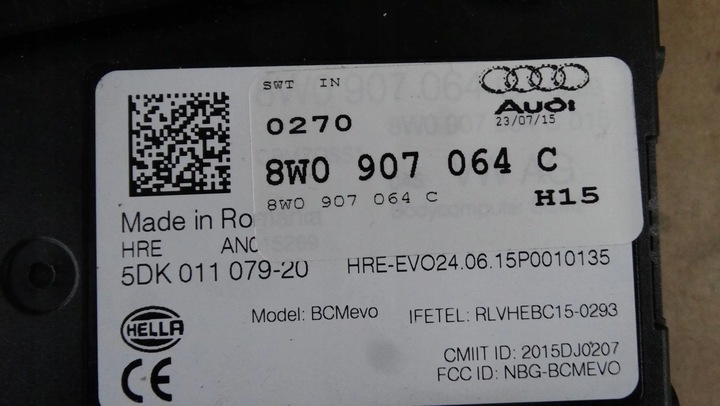 SWT IN
Audi
0270
23/07/15
8W0 907 064 C
8W0 907 064 C
H15
Made in Ro
HRE ANC
5DK 011 079-20 HRE-EVO24.06.15P0010135
Model: BCMevo IFETEL: RLVHEBC15-0293
HELLA
CMIIT ID: 2015DJ0207
CE FCC ID: NBG-BCMEVO